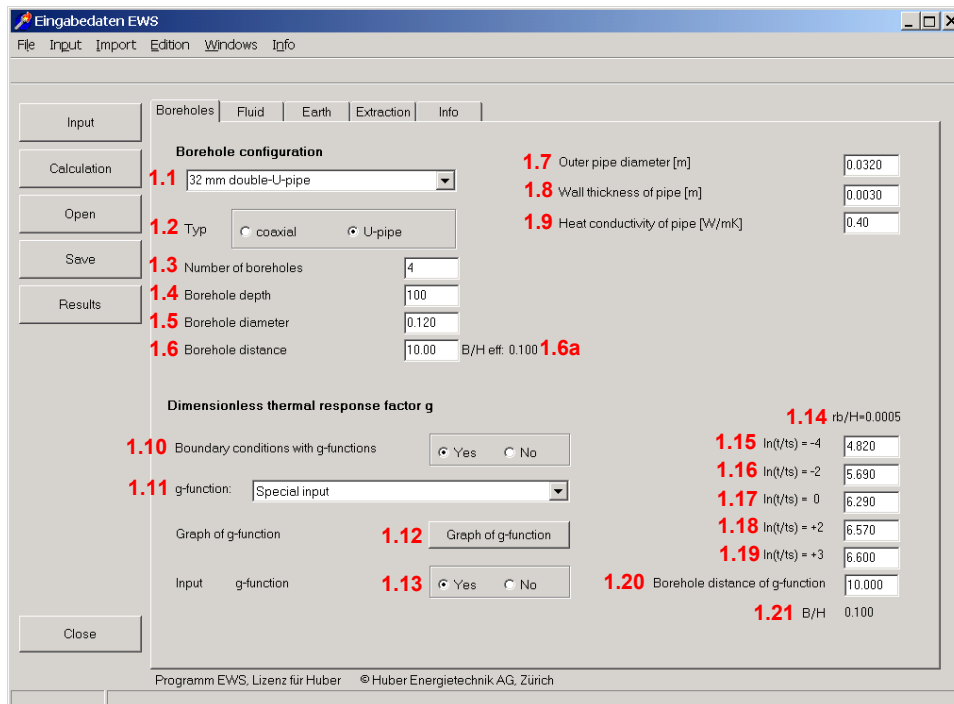 Eingabedaten EWS
File Input Import Edition Windows Info
Input
Calculation
Open
Save
Results
Close
Boreholes Fluid Earth Extraction Info
Borehole configuration
1.1 32 mm double-U-pipe
1.2 Typ coaxial U-pipe
1.3 Number of boreholes 4
1.4 Borehole depth 100
1.5 Borehole diameter 0.120
1.6 Borehole distance 10.00 B/H eff: 0.100 1.6a
1.7 Outer pipe diameter [m] 0.0320
1.8 Wall thickness of pipe [m] 0.0030
1.9 Heat conductivity of pipe [W/mK] 0.40
Dimensionless thermal response factor g
1.10 Boundary conditions with g-functions Yes No
1.11 g-function: Special input
Graph of g-function 1.12 Graph of g-function
Input g-function 1.13 Yes No
1.14 rb/H=0.0005
1.15 ln(t/ts) = -4 4.820
1.16 ln(t/ts) = -2 5.690
1.17 ln(t/ts) = 0 6.290
1.18 ln(t/ts) = +2 6.570
1.19 ln(t/ts) = +3 6.600
1.20 Borehole distance of g-function 10.000
1.21 B/H 0.100
Programm EWS, Lizenz für Huber © Huber Energietechnik AG, Zürich